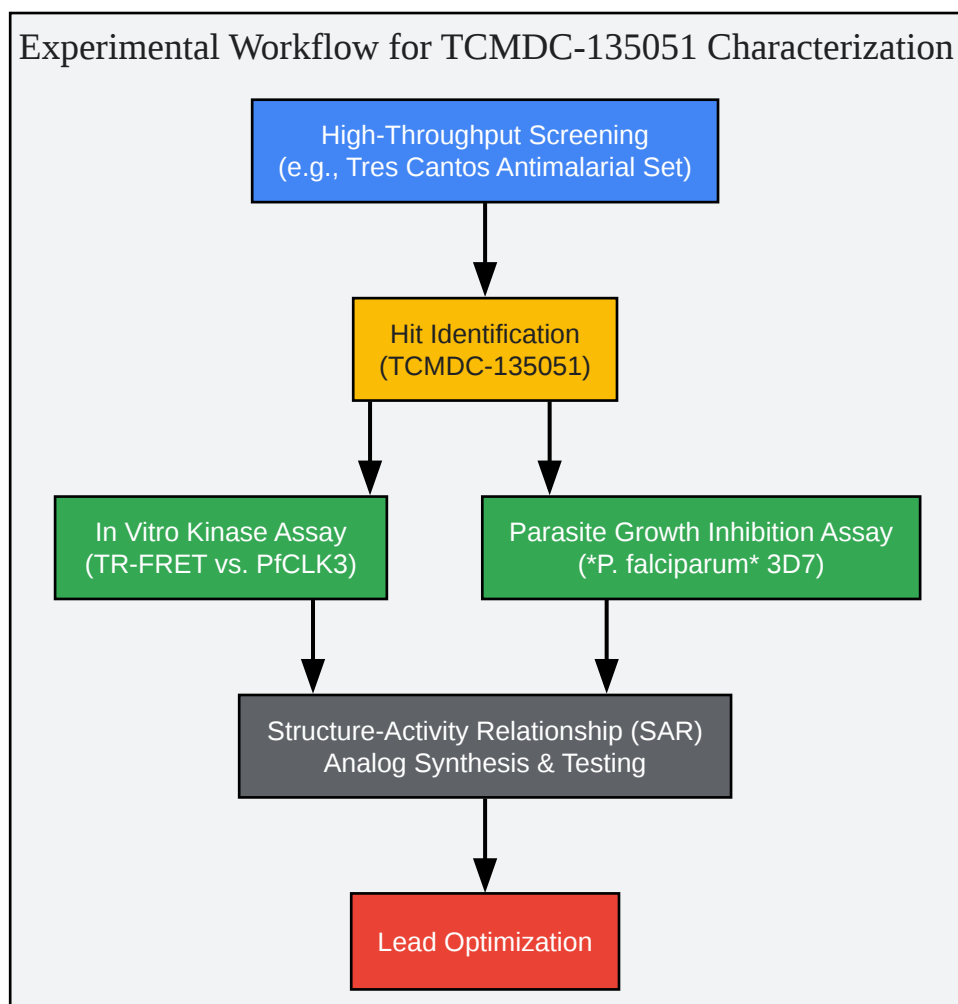 Experimental Workflow for TCMDC-135051 Characterization
High-Throughput Screening
(e.g., Tres Cantos Antimalarial Set)
Hit Identification
(TCMDC-135051)
In Vitro Kinase Assay
(TR-FRET vs. PfCLK3)
Parasite Growth Inhibition Assay
(*P. falciparum* 3D7)
Structure-Activity Relationship (SAR)
Analog Synthesis & Testing
Lead Optimization